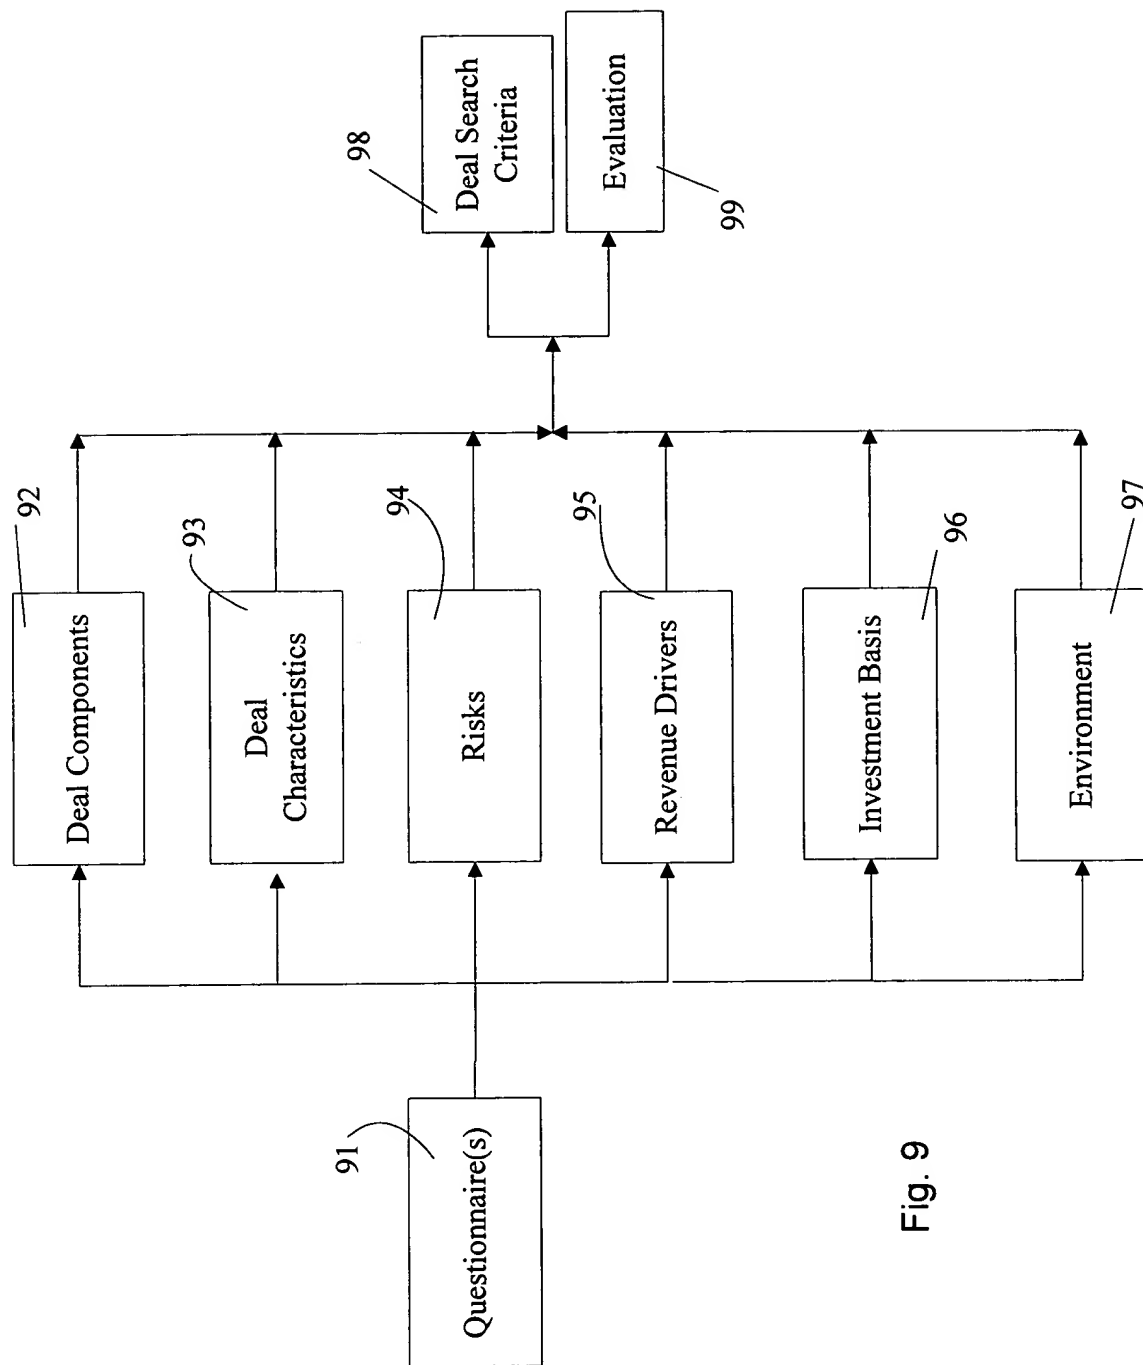 91
Questionnaire(s)
92
Deal Components
93
Deal
Characteristics
94
Risks
95
Revenue Drivers
96
Investment Basis
97
Environment
98
Deal Search
Criteria
Evaluation
99
Fig. 9